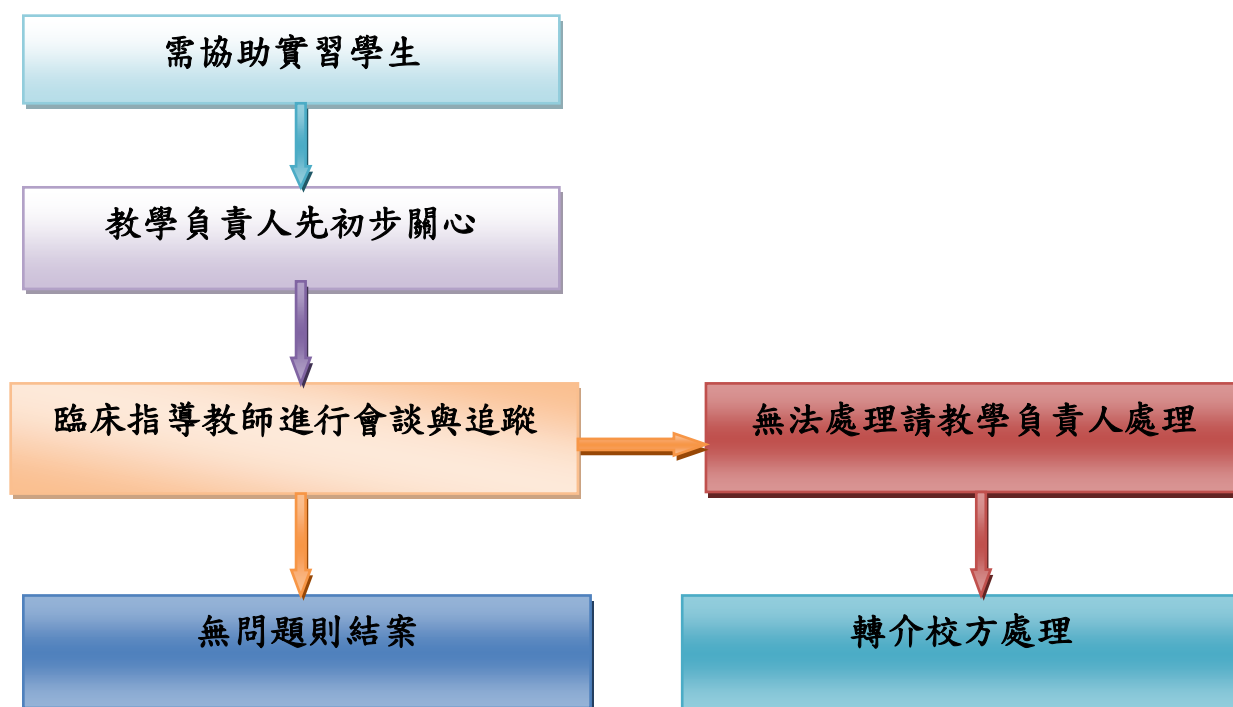 需協助實習學生
教學負責人先初步關心
臨床指導教師進行會談與追蹤
無法處理請教學負責人處理
無問題則結案
轉介校方處理